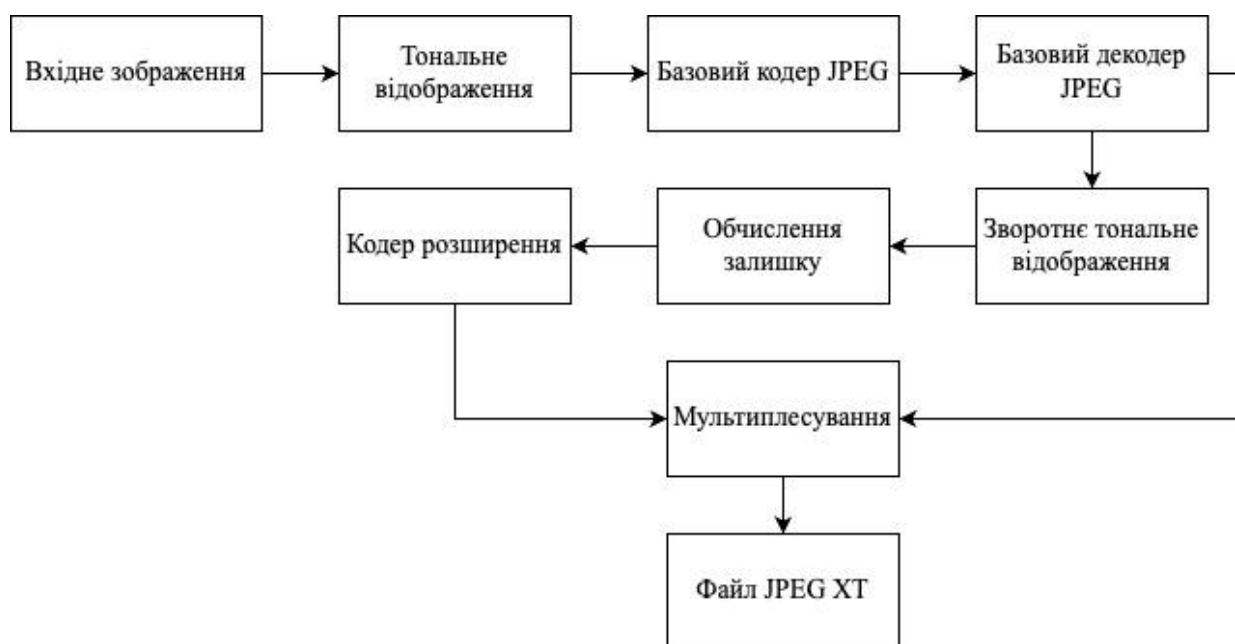 Вхідне зображення
Тональне
відображення
Базовий кодер JPEG
Базовий декодер
JPEG
Кодер розширення
Обчислення
залишку
Зворотнє тональне
відображення
Мультиплесування
Файл JPEG XT